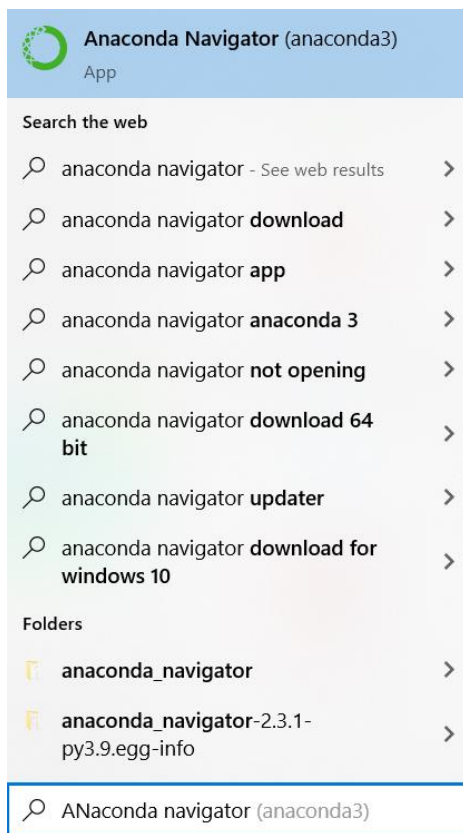 Anaconda Navigator (anaconda3)
App
Search the web
anaconda navigator - See web results
anaconda navigator download
anaconda navigator app
anaconda navigator anaconda 3
anaconda navigator not opening
anaconda navigator download 64
bit
anaconda navigator updater
anaconda navigator download for
windows 10
Folders
anaconda_navigator
anaconda_navigator-2.3.1-
py3.9.egg-info
ANaconda navigator (anaconda3)